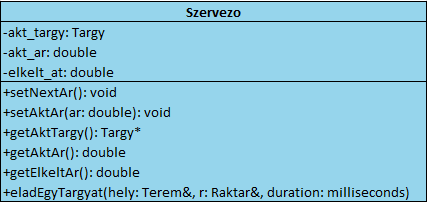 Szervezo
-akt_targy: Targy
-akt_ar: double
-elkelt_at: double
+setNextAr(): void
+setAktAr(ar: double): void
+getAktTargy(): Targy*
+getAktAr(): double
+getElkeltAr(): double
+eladEgyTargyat(hely: Terem&, r: Raktar&, duration: milliseconds)